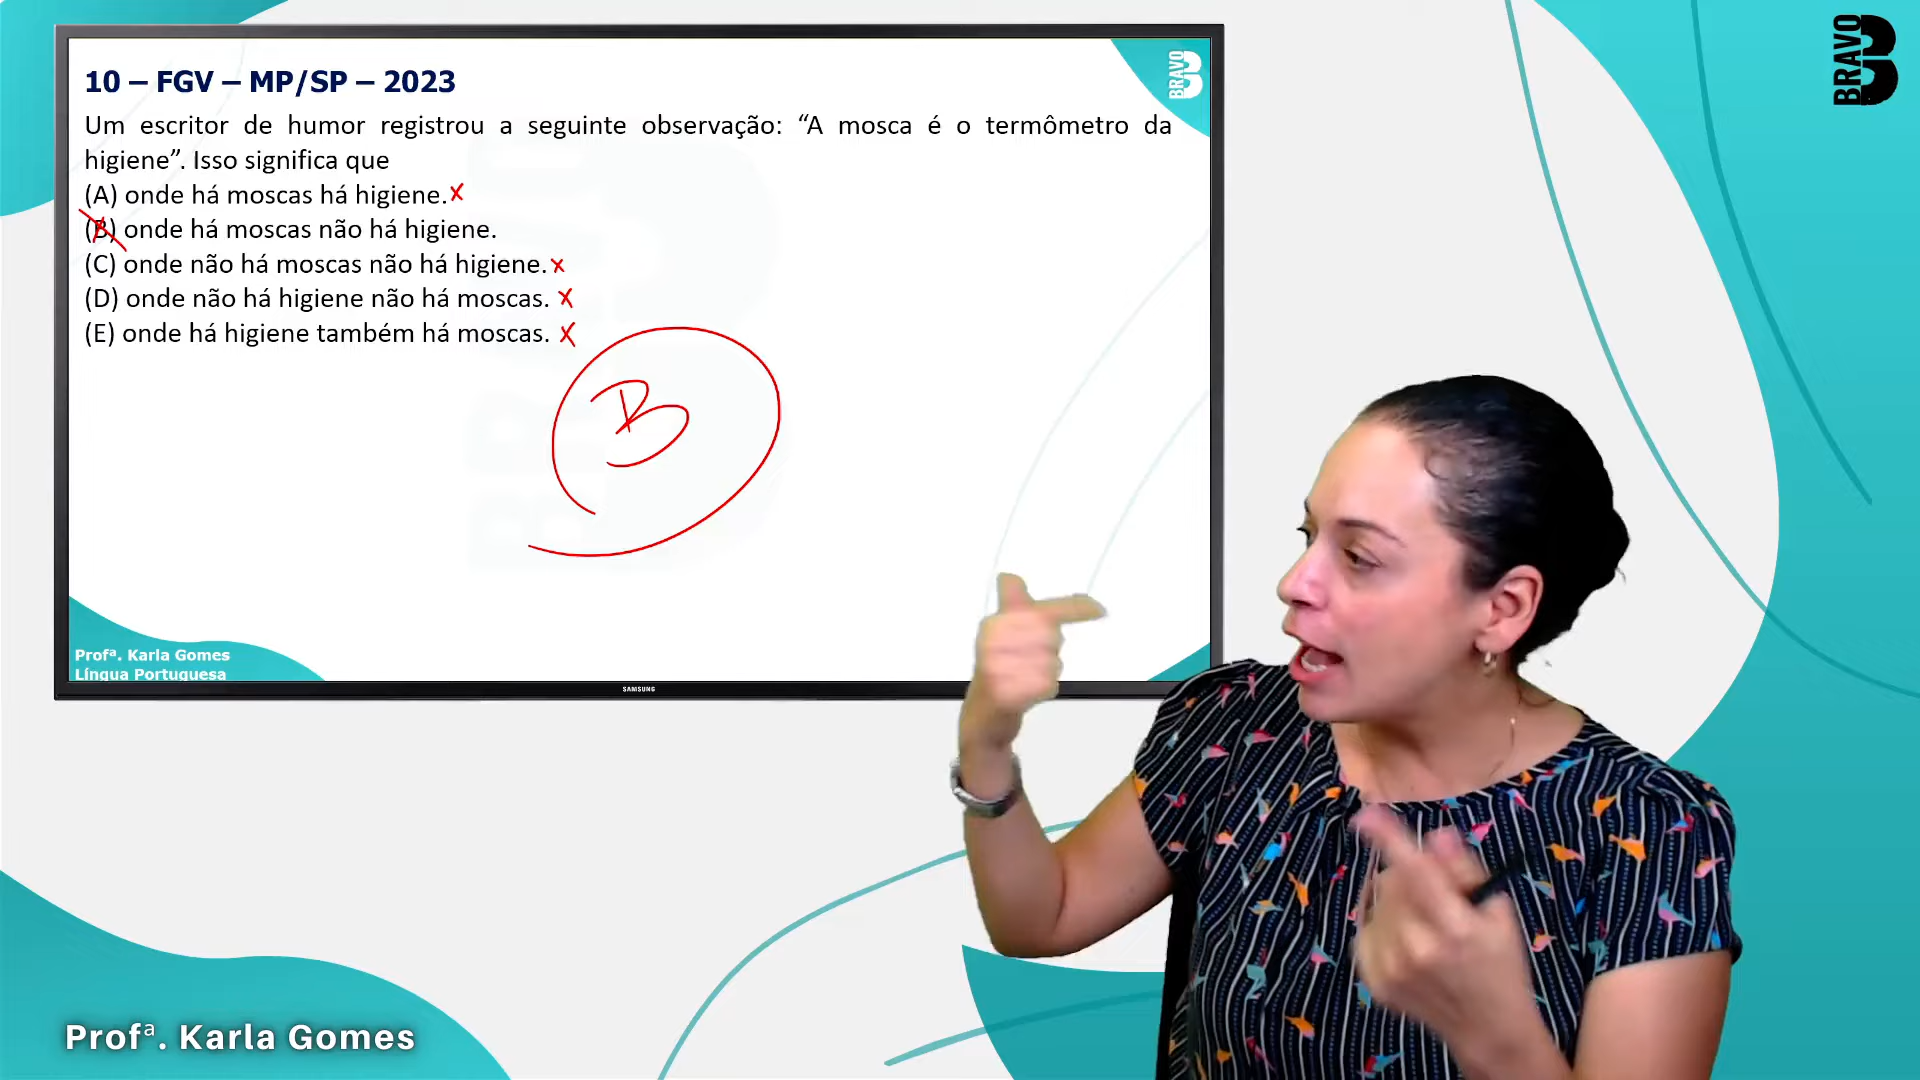 BRAVO
BRAVO
10 – FGV – MP/SP – 2023
Um escritor de humor registrou a seguinte observação: “A mosca é o termômetro da
higiene”. Isso significa que
(A) onde há moscas há higiene. x
(B) onde há moscas não há higiene.
(C) onde não há moscas não há higiene. x
(D) onde não há higiene não há moscas. x
(E) onde há higiene também há moscas. x
B
Profª. Karla Gomes
Língua Portuguesa
SAMSUNG
Profª. Karla Gomes